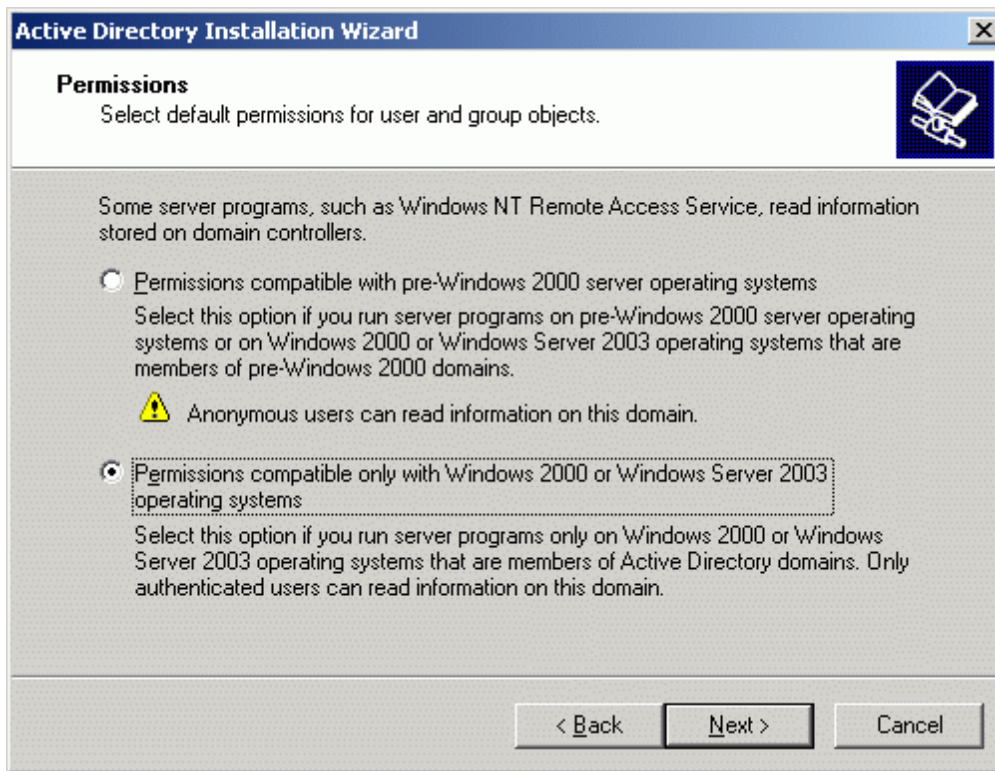 Active Directory Installation Wizard
Permissions
Select default permissions for user and group objects.
Some server programs, such as Windows NT Remote Access Service, read information
stored on domain controllers.
Permissions compatible with pre-Windows 2000 server operating systems
Select this option if you run server programs on pre-Windows 2000 server operating
systems or on Windows 2000 or Windows Server 2003 operating systems that are
members of pre-Windows 2000 domains.
Anonymous users can read information on this domain.
Permissions compatible only with Windows 2000 or Windows Server 2003
operating systems
Select this option if you run server programs only on Windows 2000 or Windows
Server 2003 operating systems that are members of Active Directory domains. Only
authenticated users can read information on this domain.
< Back Next > Cancel